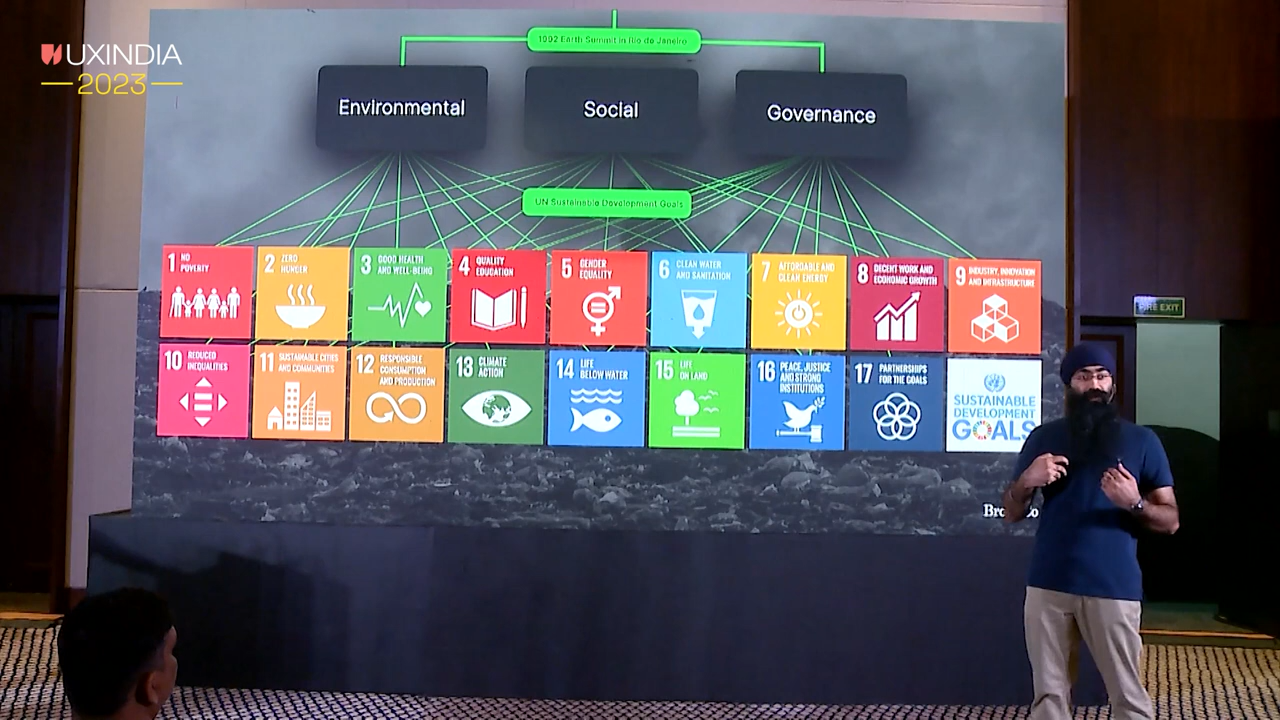 UXINDIA
2023
1992 Earth Summit in Rio de Janeiro
Environmental
Social
Governance
UN Sustainable Development Goals
1 NO
POVERTY
2 ZERO
HUNGER
3 GOOD HEALTH
AND WELL-BEING
4 QUALITY
EDUCATION
5 GENDER
EQUALITY
6 CLEAN WATER
AND SANITATION
7 AFFORDABLE AND
CLEAN ENERGY
8 DECENT WORK AND
ECONOMIC GROWTH
9 INDUSTRY, INNOVATION
AND INFRASTRUCTURE
10 REDUCED
INEQUALITIES
11 SUSTAINABLE CITIES
AND COMMUNITIES
12 RESPONSIBLE
CONSUMPTION
AND PRODUCTION
13 CLIMATE
ACTION
14 LIFE
BELOW WATER
15 LIFE
ON LAND
16 PEACE, JUSTICE
AND STRONG
INSTITUTIONS
17 PARTNERSHIPS
FOR THE GOALS
SUSTAINABLE
DEVELOPMENT
GOALS
FIRE EXIT